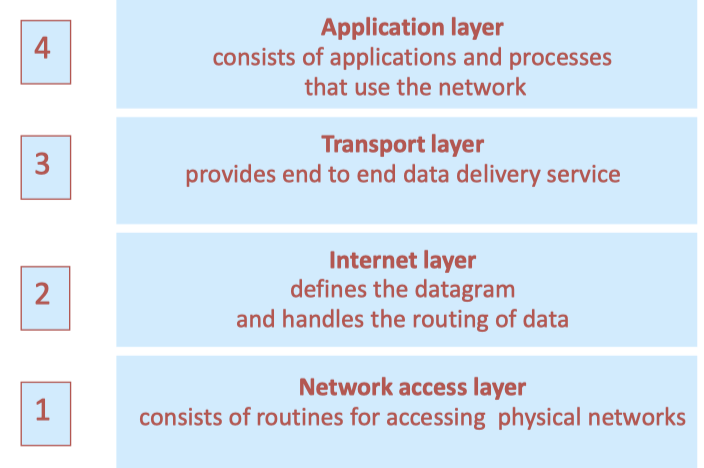 4
Application layer
consists of applications and processes
that use the network
3
Transport layer
provides end to end data delivery service
2
Internet layer
defines the datagram
and handles the routing of data
1
Network access layer
consists of routines for accessing  physical networks